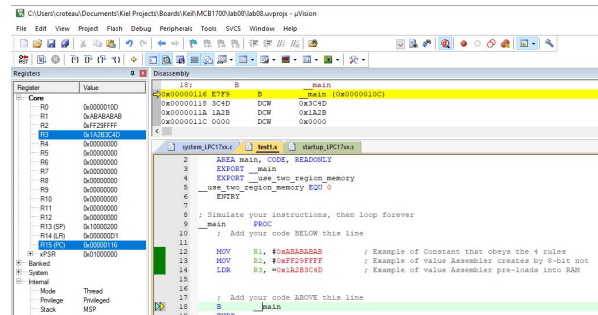 C:\Users\croteau\Documents\Kiel Projects\Boards\Keil\MCB1700\lab08\lab08.uvprojx - µVision
File Edit View Project Flash Debug Peripherals Tools SVCS Window Help
Registers
Register Value
Core
R0 0x0000010D
R1 0xABABABAB
R2 0xFF29FFFF
R3 0x1A2B3C4D
R4 0x00000000
R5 0x00000000
R6 0x00000000
R7 0x00000000
R8 0x00000000
R9 0x00000000
R10 0x00000000
R11 0x00000000
R12 0x00000000
R13 (SP) 0x10000200
R14 (LR) 0x000000D1
R15 (PC) 0x00000116
xPSR 0x01000000
Banked
System
Internal
Mode Thread
Privilege Privileged
Stack MSP
Disassembly
18: B __main
0x00000116 E7F9 B __main (0x0000010C)
0x00000118 3C4D DCW 0x3C4D
0x0000011A 1A2B DCW 0x1A2B
0x0000011C 0000 DCW 0x0000
system_LPC17xx.c test1.s startup_LPC17xx.s
2 AREA main, CODE, READONLY
3 EXPORT __main
4 EXPORT __use_two_region_memory
5 __use_two_region_memory EQU 0
6 ENTRY
7
8 ; Simulate your instructions, then loop forever
9 __main PROC
10 ; Add your code BELOW this line
11
12 MOV R1, #0xABABABAB ; Example of Constant that obeys the 4 rules
13 MOV R2, #0xFF29FFFF ; Example of value Assembler creates by 8-bit not
14 LDR R3, =0x1A2B3C4D ; Example of value Assembler pre-loads into RAM
15
16
17 ; Add your code ABOVE this line
18 B __main